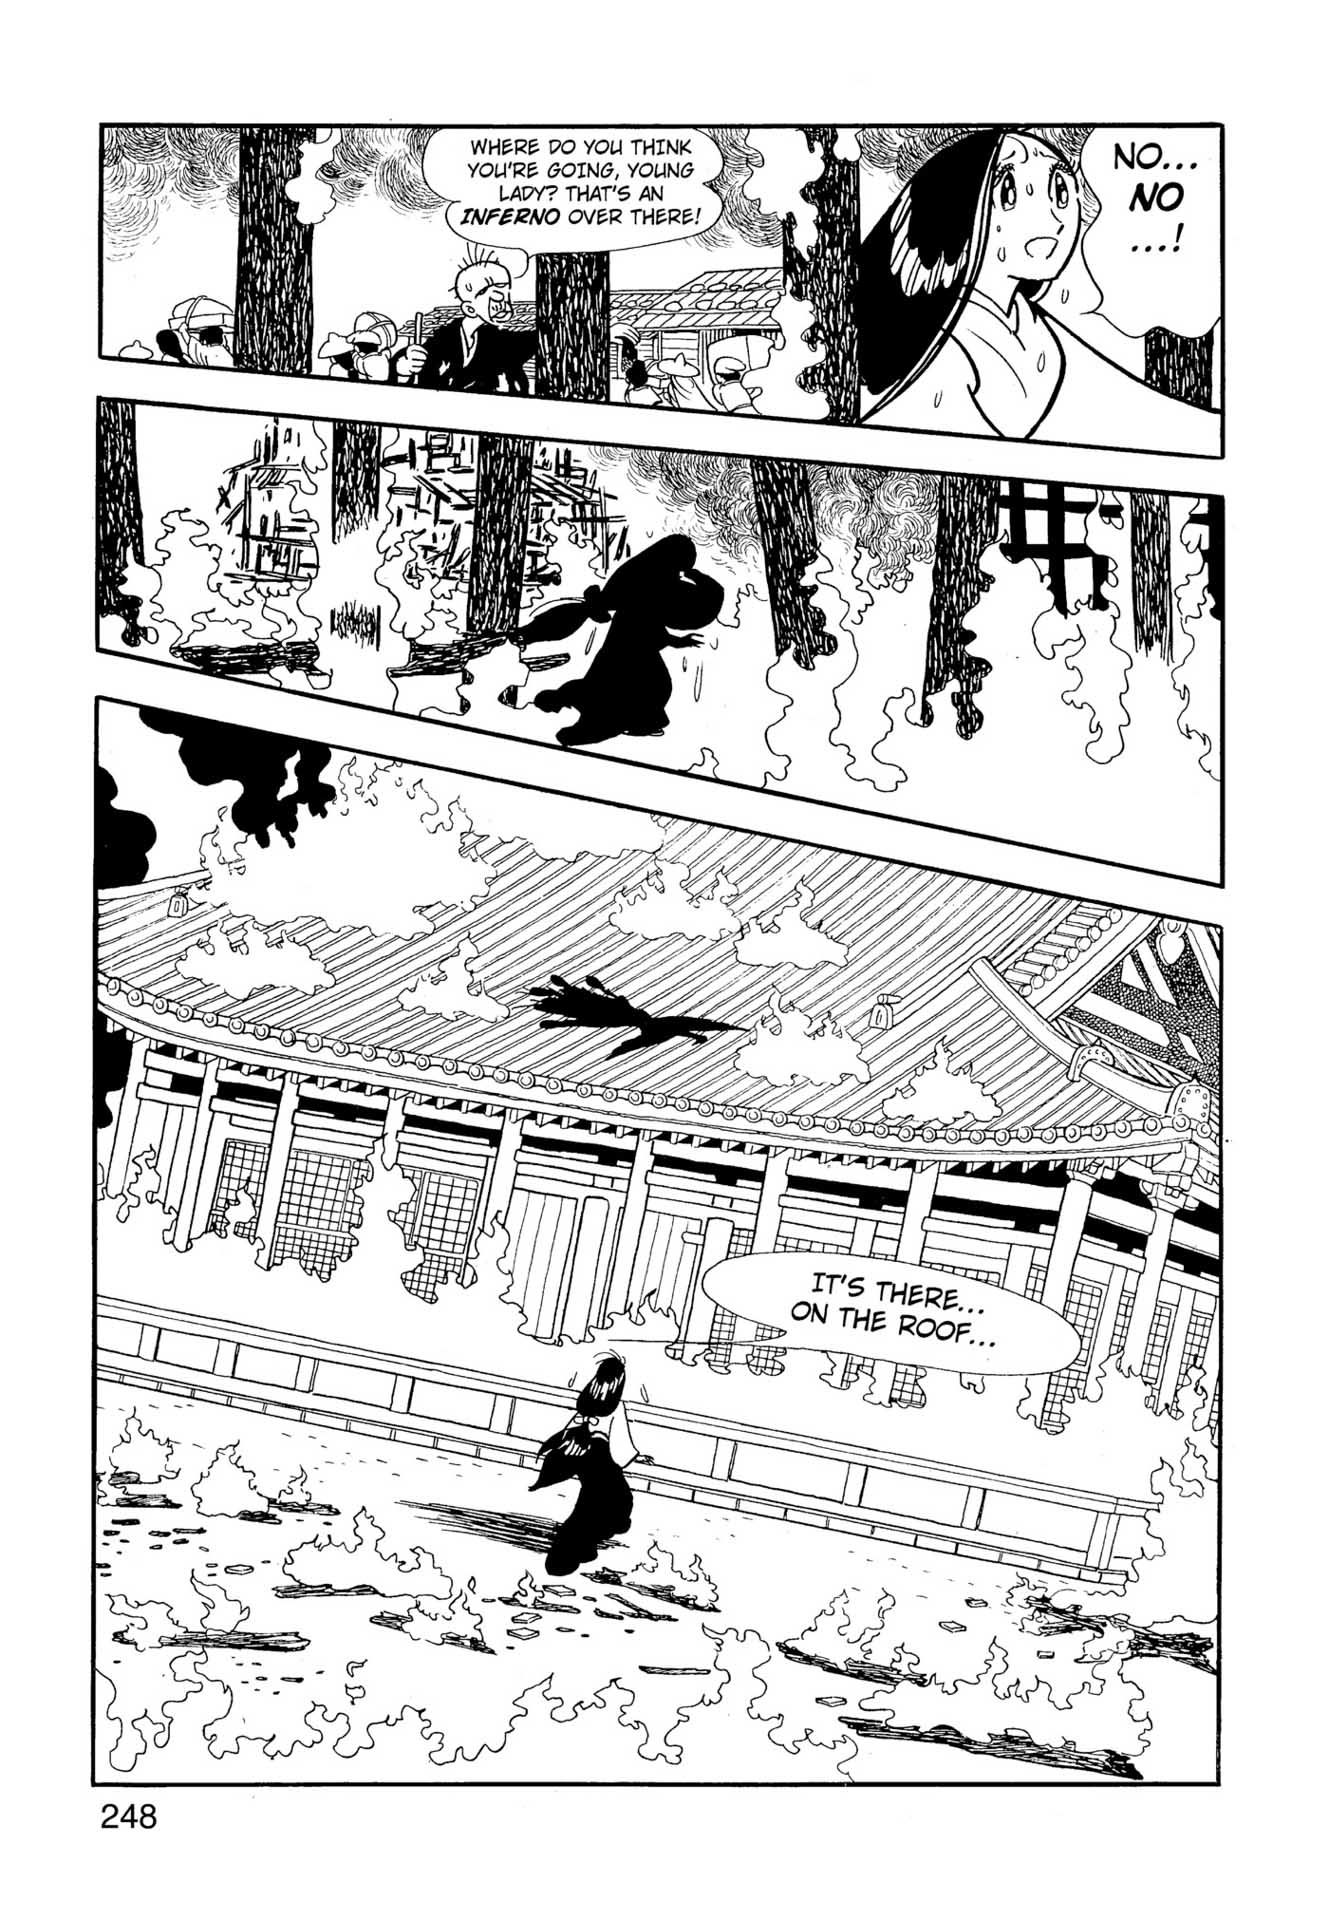 WHERE DO YOU THINK
YOU'RE GOING, YOUNG
LADY? THAT'S AN
INFERNO OVER THERE!
NO...
NO
...!
IT'S THERE...
ON THE ROOF...
248